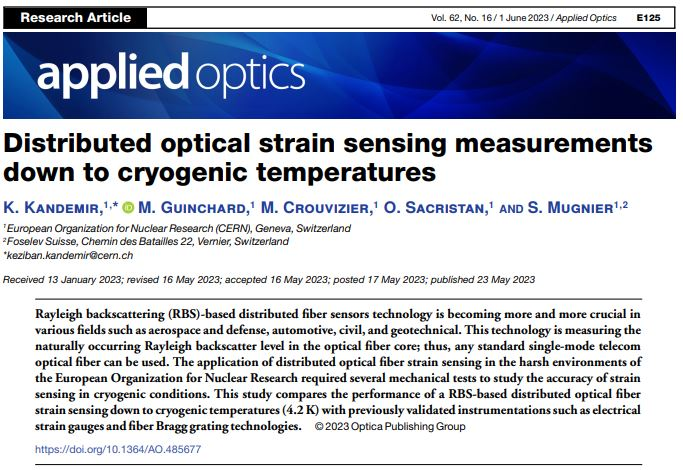 Research Article
Vol. 62, No. 16 / 1 June 2023 / Applied Optics E125
applied optics
Distributed optical strain sensing measurements
down to cryogenic temperatures
K. Kandemir,1,* iD M. Guinchard,1 M. Crouvizier,1 O. Sacristan,1 and S. Mugnier1,2
1European Organization for Nuclear Research (CERN), Geneva, Switzerland
2Foselev Suisse, Chemin des Batailles 22, Vernier, Switzerland
*keziban.kandemir@cern.ch
Received 13 January 2023; revised 16 May 2023; accepted 16 May 2023; posted 17 May 2023; published 23 May 2023
Rayleigh backscattering (RBS)-based distributed fiber sensors technology is becoming more and more crucial in
various fields such as aerospace and defense, automotive, civil, and geotechnical. This technology is measuring the
naturally occurring Rayleigh backscatter level in the optical fiber core; thus, any standard single-mode telecom
optical fiber can be used. The application of distributed optical fiber strain sensing in the harsh environments of
the European Organization for Nuclear Research required several mechanical tests to study the accuracy of strain
sensing in cryogenic conditions. This study compares the performance of a RBS-based distributed optical fiber
strain sensing down to cryogenic temperatures (4.2 K) with previously validated instrumentations such as electrical
strain gauges and fiber Bragg grating technologies. © 2023 Optica Publishing Group
https://doi.org/10.1364/AO.485677